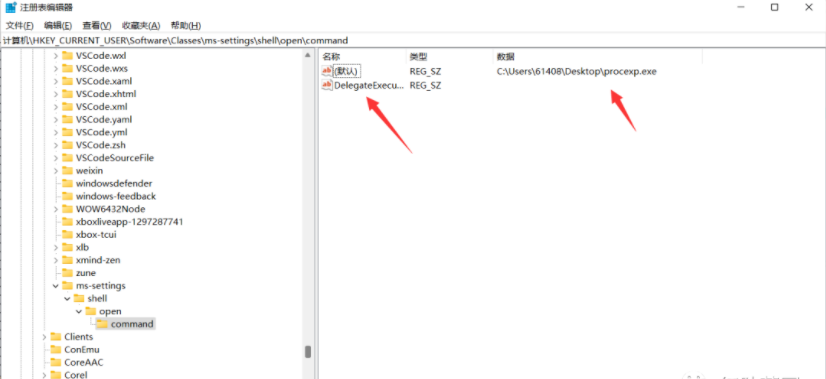 注册表编辑器
文件(F) 编辑(E) 查看(V) 收藏夹(A) 帮助(H)
计算机\HKEY_CURRENT_USER\Software\Classes\ms-settings\shell\open\command
VSCode.wxl
VSCode.wxs
VSCode.xaml
VSCode.xhtml
VSCode.xml
VSCode.yaml
VSCode.yml
VSCode.zsh
VSCodeSourceFile
weixin
windowsdefender
windows-feedback
WOW6432Node
xboxliveapp-1297287741
xbox-tcui
xlb
xmind-zen
zune
ms-settings
shell
open
command
Clients
ConEmu
CoreAAC
Corel
名称 类型 数据
(默认) REG_SZ C:\Users\61408\Desktop\procexp.exe
DelegateExecu... REG_SZ